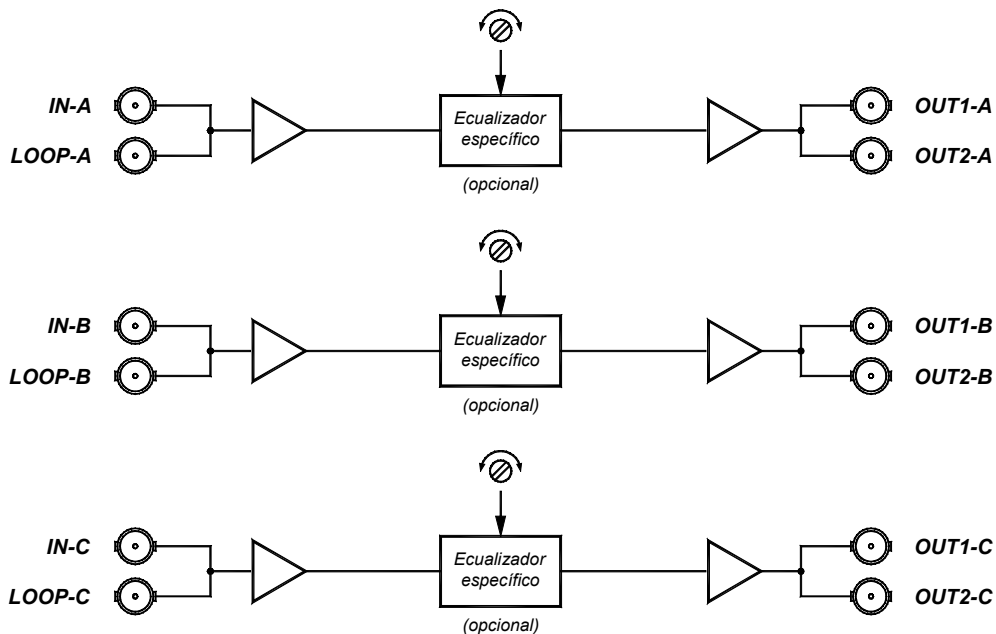 IN-A
OUT1-A
Ecualizador
específico
LOOP-A
OUT2-A
(opcional)
IN-B
OUT1-B
Ecualizador
específico
LOOP-B
OUT2-B
(opcional)
IN-C
OUT1-C
Ecualizador
específico
LOOP-C
OUT2-C
(opcional)